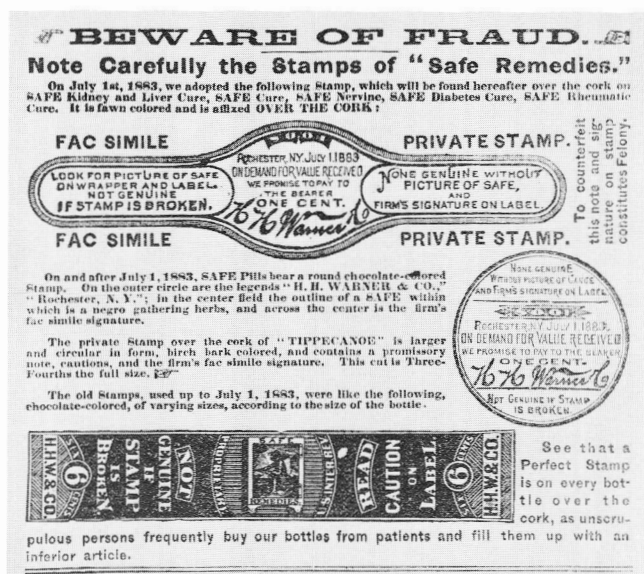 BEWARE OF FRAUD.
Note Carefully the Stamps of "Safe Remedies."
On July 1st, 1883, we adopted the following Stamp, which will be found hereafter over the cork on
SAFE Kidney and Liver Cure, SAFE Cure, SAFE Nervine, SAFE Diabetes Cure, SAFE Rheumatic
Cure. It is fawn colored and is affixed OVER THE CORK:
FAC SIMILE
PRIVATE STAMP.
LOOK FOR PICTURE OF SAFE
ON WRAPPER AND LABEL.
NOT GENUINE
IF STAMP IS BROKEN.
ROCHESTER, N.Y. JULY 1, 1883
ON DEMAND FOR VALUE RECEIVED
WE PROMISE TO PAY TO
THE BEARER
ONE CENT.
H H Warner & Co
NONE GENUINE WITHOUT
PICTURE OF SAFE,
AND
FIRM'S SIGNATURE ON LABEL.
FAC SIMILE
PRIVATE STAMP.
To counterfeit
this note and sig-
nature on stamp
constitutes Felony.
On and after July 1, 1883, SAFE Pills bear a round chocolate-colored
Stamp. On the outer circle are the legends "H. H. WARNER & CO.,"
"Rochester, N. Y."; in the center field the outline of a SAFE within
which is a negro gathering herbs, and across the center is the firm's
fac simile signature.
The private Stamp over the cork of "TIPPECANOE" is larger
and circular in form, birch bark colored, and contains a promissory
note, cautions, and the firm's fac simile signature. This cut is Three-
Fourths the full size.
The old Stamps, used up to July 1, 1883, were like the following,
chocolate-colored, of varying sizes, according to the size of the bottle.
NONE GENUINE
WITHOUT PICTURE OF CANOE
AND FIRM'S SIGNATURE ON LABEL
ROCHESTER, N.Y. JULY 1, 1883,
ON DEMAND FOR VALUE RECEIVED
WE PROMISE TO PAY TO THE BEARER
ONE CENT.
H H Warner & Co
NOT GENUINE IF STAMP
IS BROKEN.
H.H.W. & CO.
SIX 6 CENTS
NOT
GENUINE
IF
STAMP
IS
BROKEN
PROPRIETARY
SAFE
REMEDIES
U.S. INT. REV.
READ
CAUTION
ON
LABEL
SIX 6 CENTS
H.H.W. & CO.
See that a
Perfect Stamp
is on every bot-
tle over the
cork, as unscru-
pulous persons frequently buy our bottles from patients and fill them up with an
inferior article.